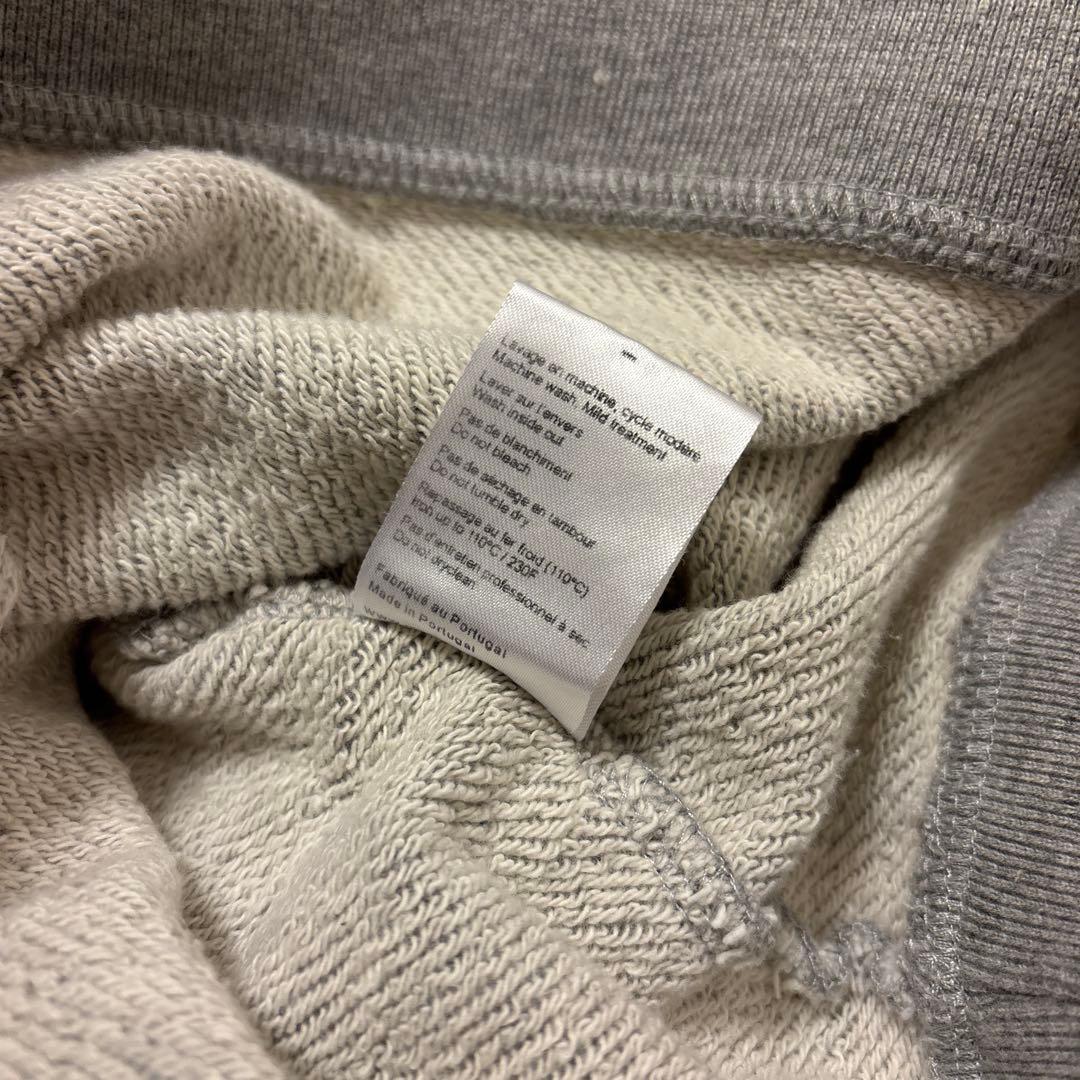 Lavage en machine, cycle modéré
Machine wash. Mild treatment
Laver sur l'envers
Wash inside out
Pas de blanchiment
Do not bleach
Pas de séchage en tambour
Do not tumble dry
Repassage au fer froid (110°C)
Iron up to 110°C / 230F
Pas d'entretien professionnel à sec
Do not dryclean
Fabriqué au Portugal
Made in Portugal